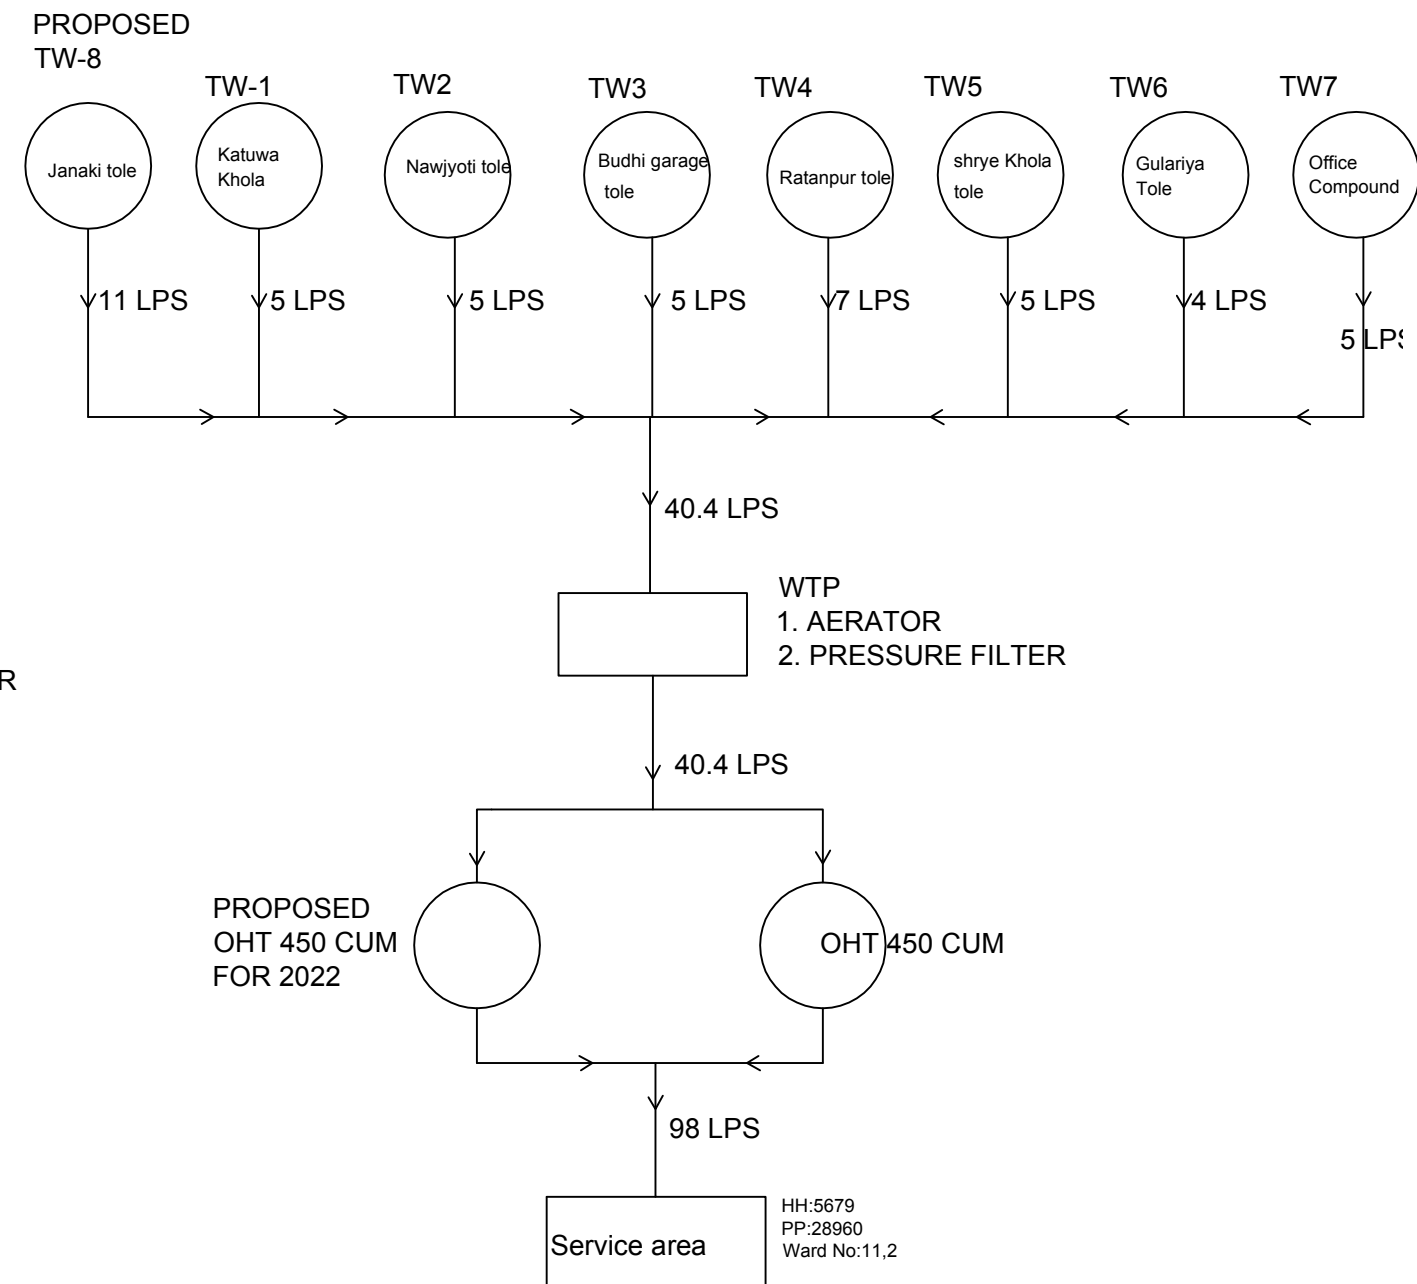 PROPOSED
TW-8
TW-1
TW2
TW3
TW4
TW5
TW6
TW7
Janaki tole
Katuwa
Khola
Nawjyoti tole
Budhi garage
tole
Ratanpur tole
shrye Khola
tole
Gulariya
Tole
Office
Compound
11 LPS
5 LPS
5 LPS
5 LPS
7 LPS
5 LPS
4 LPS
5 LPS
40.4 LPS
WTP
1. AERATOR
2. PRESSURE FILTER
R
40.4 LPS
PROPOSED
OHT 450 CUM
FOR 2022
OHT 450 CUM
98 LPS
Service area
HH:5679
PP:28960
Ward No:11,2